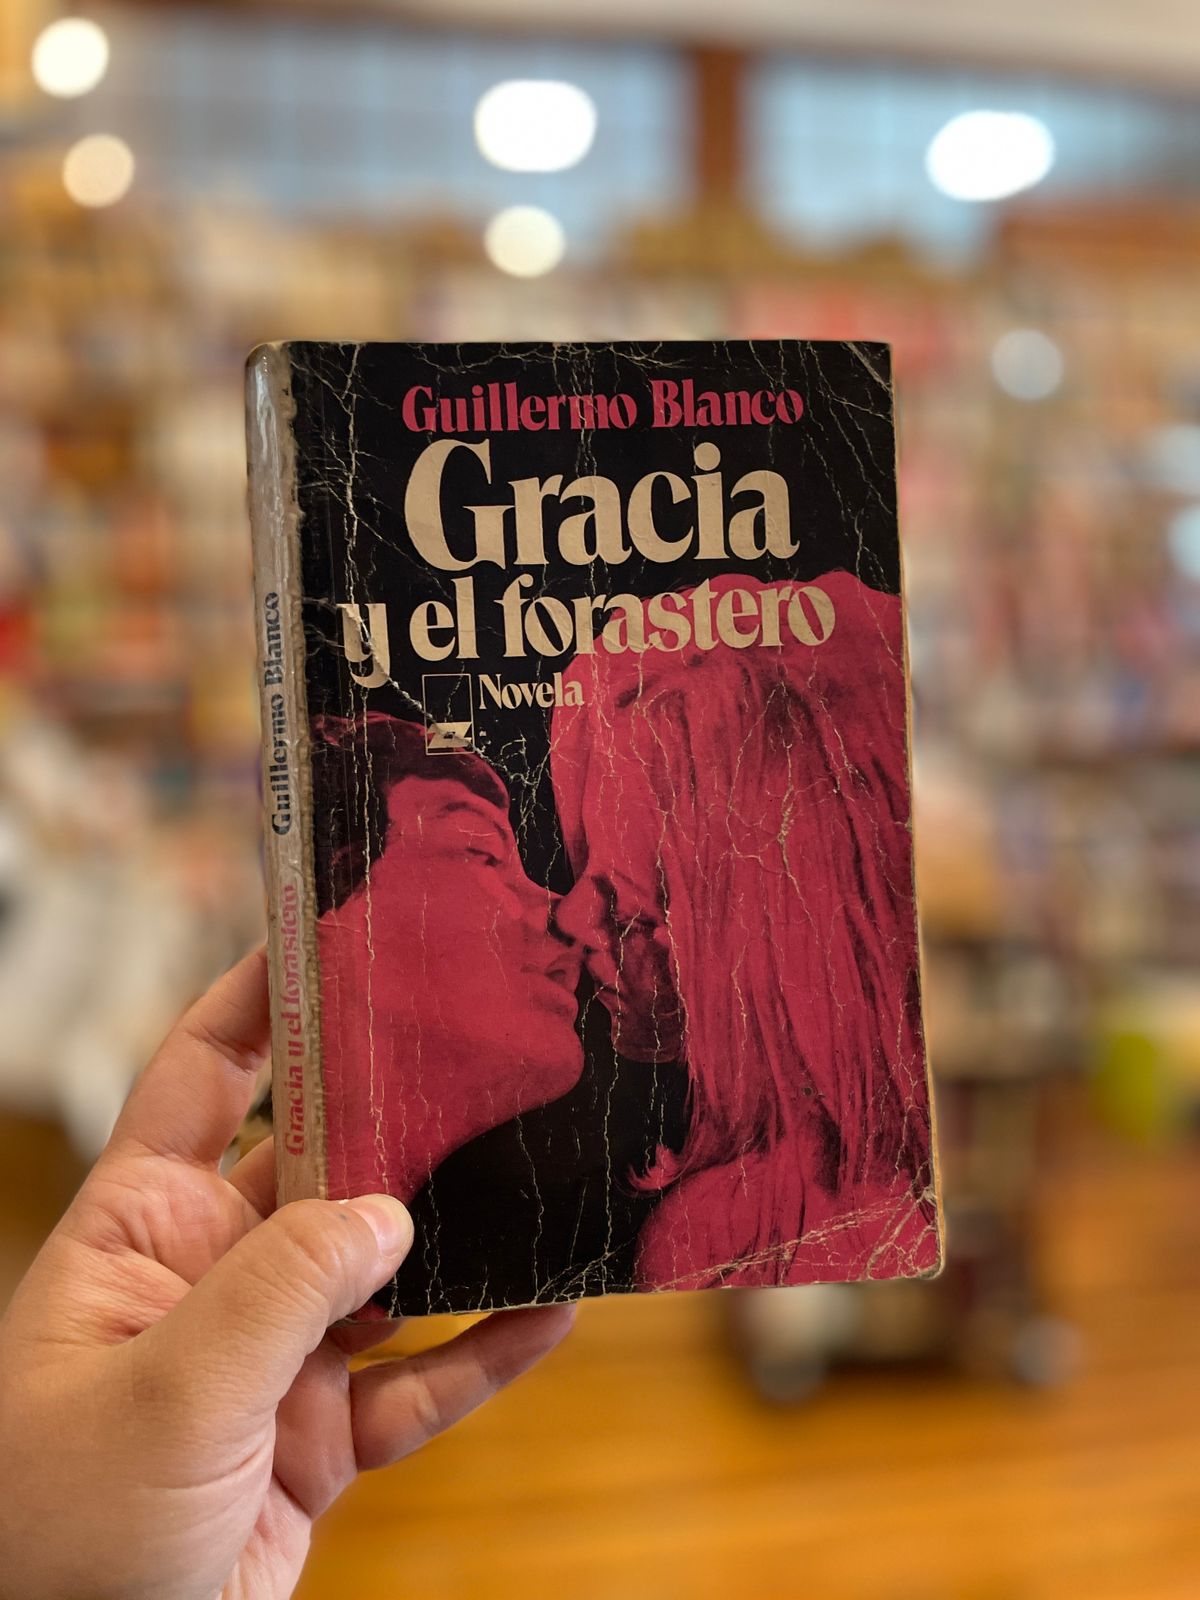 Guillermo Blanco
Gracia
y el forastero
Novela
Gracia y el forastero
Guillermo Blanco